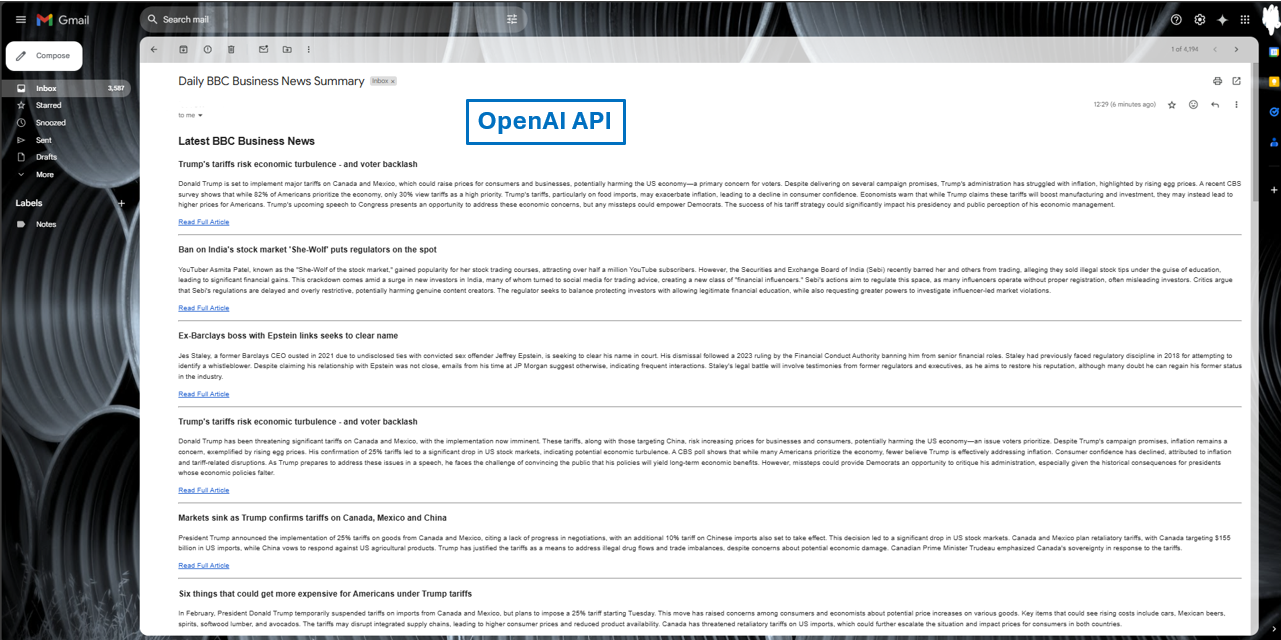 Gmail
Search mail
Compose
Inbox 3,587
Starred
Snoozed
Sent
Drafts
More
Labels
Notes
1 of 4,194
Daily BBC Business News Summary Inbox x
12:29 (6 minutes ago)
to me
OpenAI API
Latest BBC Business News
Trump's tariffs risk economic turbulence - and voter backlash
Donald Trump is set to implement major tariffs on Canada and Mexico, which could raise prices for consumers and businesses, potentially harming the US economy—a primary concern for voters. Despite delivering on several campaign promises, Trump's administration has struggled with inflation, highlighted by rising egg prices. A recent CBS
survey shows that while 82% of Americans prioritize the economy, only 30% view tariffs as a high priority. Trump's tariffs, particularly on food imports, may exacerbate inflation, leading to a decline in consumer confidence. Economists warn that while Trump claims these tariffs will boost manufacturing and investment, they may instead lead to
higher prices for Americans. Trump's upcoming speech to Congress presents an opportunity to address these economic concerns, but any missteps could empower Democrats. The success of his tariff strategy could significantly impact his presidency and public perception of his economic management.
Read Full Article
Ban on India's stock market 'She-Wolf' puts regulators on the spot
YouTuber Asmita Patel, known as the "She-Wolf of the stock market," gained popularity for her stock trading courses, attracting over half a million YouTube subscribers. However, the Securities and Exchange Board of India (Sebi) recently barred her and others from trading, alleging they sold illegal stock tips under the guise of education,
leading to significant financial gains. This crackdown comes amid a surge in new investors in India, many of whom turned to social media for trading advice, creating a new class of "financial influencers." Sebi's actions aim to regulate this space, as many influencers operate without proper registration, often misleading investors. Critics argue
that Sebi's regulations are delayed and overly restrictive, potentially harming genuine content creators. The regulator seeks to balance protecting investors with allowing legitimate financial education, while also requesting greater powers to investigate influencer-led market violations.
Read Full Article
Ex-Barclays boss with Epstein links seeks to clear name
Jes Staley, a former Barclays CEO ousted in 2021 due to undisclosed ties with convicted sex offender Jeffrey Epstein, is seeking to clear his name in court. His dismissal followed a 2023 ruling by the Financial Conduct Authority banning him from senior financial roles. Staley had previously faced regulatory discipline in 2018 for attempting to
identify a whistleblower. Despite claiming his relationship with Epstein was not close, emails from his time at JP Morgan suggest otherwise, indicating frequent interactions. Staley's legal battle will involve testimonies from former regulators and executives, as he aims to restore his reputation, although many doubt he can regain his former status
in the industry.
Read Full Article
Trump's tariffs risk economic turbulence - and voter backlash
Donald Trump has been threatening significant tariffs on Canada and Mexico, with the implementation now imminent. These tariffs, along with those targeting China, risk increasing prices for businesses and consumers, potentially harming the US economy—an issue voters prioritize. Despite Trump's campaign promises, inflation remains a
concern, exemplified by rising egg prices. His confirmation of 25% tariffs led to a significant drop in US stock markets, indicating potential economic turbulence. A CBS poll shows that while many Americans prioritize the economy, fewer believe Trump is effectively addressing inflation. Consumer confidence has declined, attributed to inflation
and tariff-related disruptions. As Trump prepares to address these issues in a speech, he faces the challenge of convincing the public that his policies will yield long-term economic benefits. However, missteps could provide Democrats an opportunity to critique his administration, especially given the historical consequences for presidents
whose economic policies falter.
Read Full Article
Markets sink as Trump confirms tariffs on Canada, Mexico and China
President Trump announced the implementation of 25% tariffs on goods from Canada and Mexico, citing a lack of progress in negotiations, with an additional 10% tariff on Chinese imports also set to take effect. This decision led to a significant drop in US stock markets. Canada and Mexico plan retaliatory tariffs, with Canada targeting $155
billion in US imports, while China vows to respond against US agricultural products. Trump has justified the tariffs as a means to address illegal drug flows and trade imbalances, despite concerns about potential economic damage. Canadian Prime Minister Trudeau emphasized Canada's sovereignty in response to the tariffs.
Read Full Article
Six things that could get more expensive for Americans under Trump tariffs
In February, President Donald Trump temporarily suspended tariffs on imports from Canada and Mexico, but plans to impose a 25% tariff starting Tuesday. This move has raised concerns among consumers and economists about potential price increases on various goods. Key items that could see rising costs include cars, Mexican beers,
spirits, softwood lumber, and avocados. The tariffs may disrupt integrated supply chains, leading to higher consumer prices and reduced product availability. Canada has threatened retaliatory tariffs on US imports, which could further escalate the situation and impact prices for consumers in both countries.